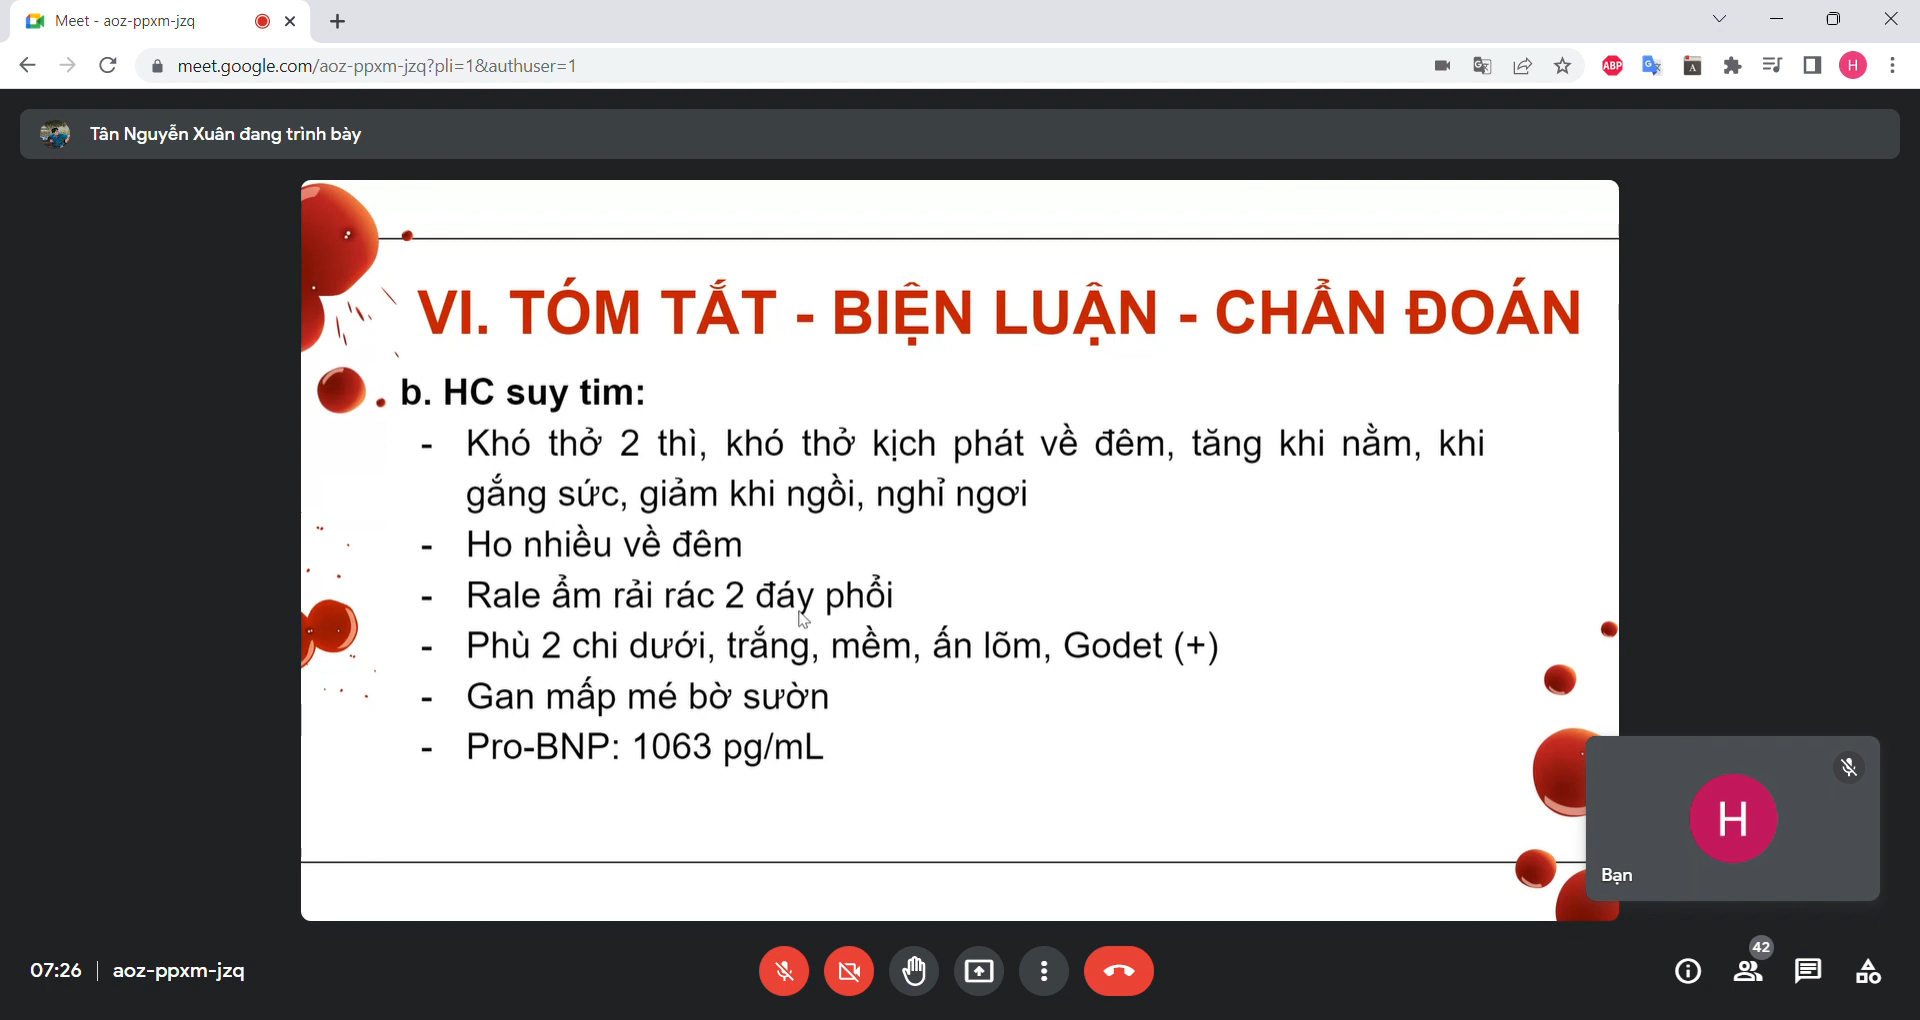 Meet - aoz-ppxm-jzq
meet.google.com/aoz-ppxm-jzq?pli=1&authuser=1
ABP
G
A
H
Tân Nguyễn Xuân đang trình bày
VI. TÓM TẮT - BIỆN LUẬN - CHẨN ĐOÁN
b. HC suy tim:
- Khó thở 2 thì, khó thở kịch phát về đêm, tăng khi nằm, khi
gắng sức, giảm khi ngồi, nghỉ ngơi
- Ho nhiều về đêm
- Rale ẩm rải rác 2 đáy phổi
- Phù 2 chi dưới, trắng, mềm, ấn lõm, Godet (+)
- Gan mấp mé bờ sườn
- Pro-BNP: 1063 pg/mL
H
Bạn
07:26 | aoz-ppxm-jzq
42